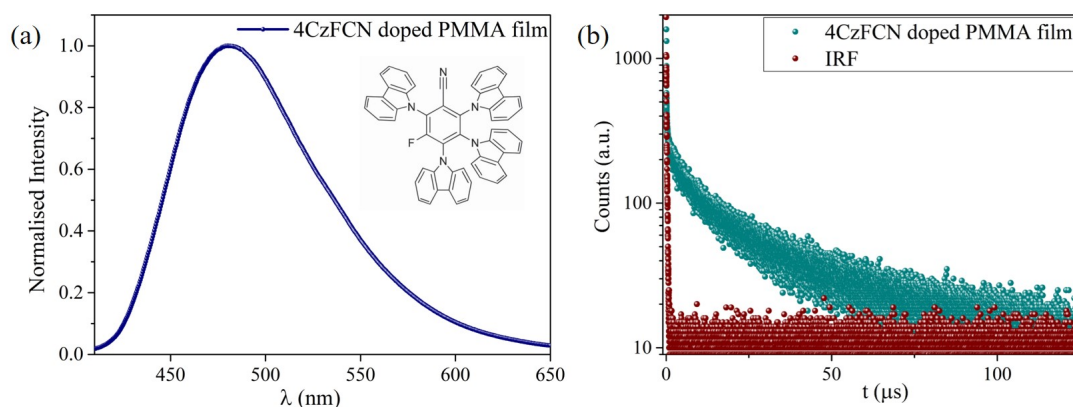 (a)
4CzFCN doped PMMA film
N
N
N
N
F
N
Normalised Intensity
1.0
0.8
0.6
0.4
0.2
0.0
450
500
550
600
650
λ (nm)
(b)
4CzFCN doped PMMA film
IRF
Counts (a.u.)
1000
100
10
0
50
100
t (μs)